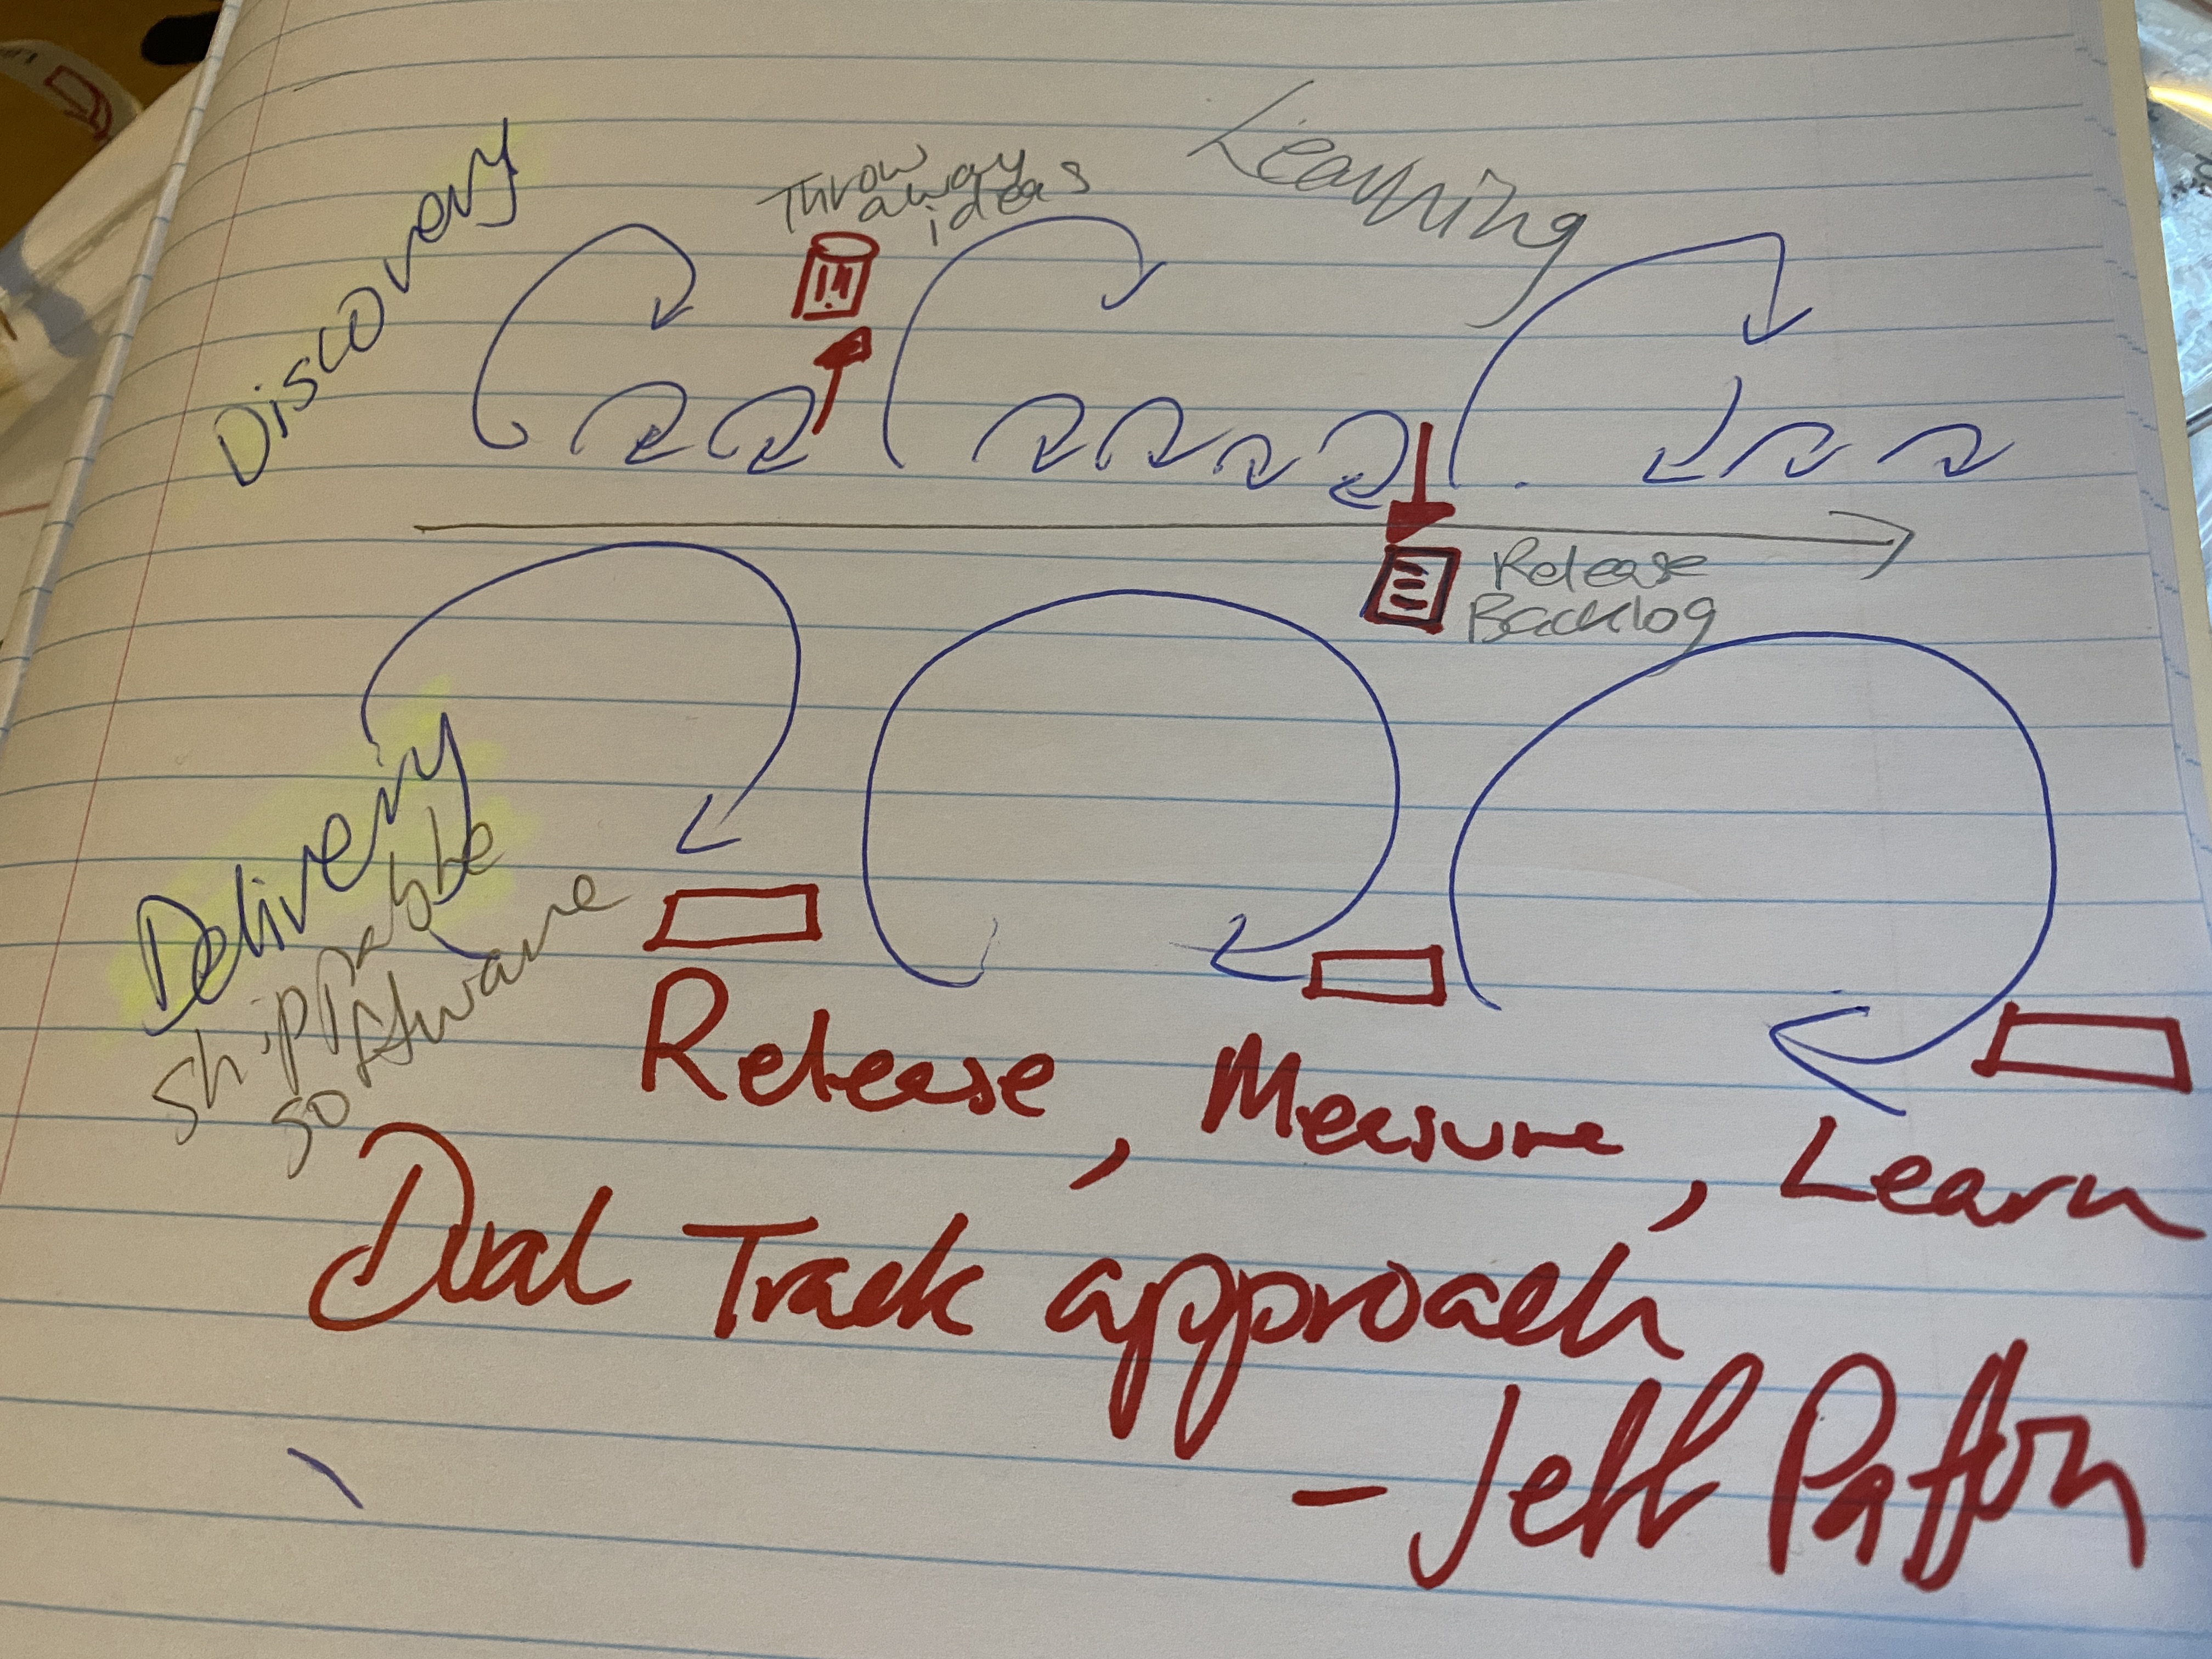 Discovery
Throw
away
ideas
Learning
Release
Backlog
Delivery
shippable
software
Release, Measure, Learn
Dual Track approach
- Jeff Patton